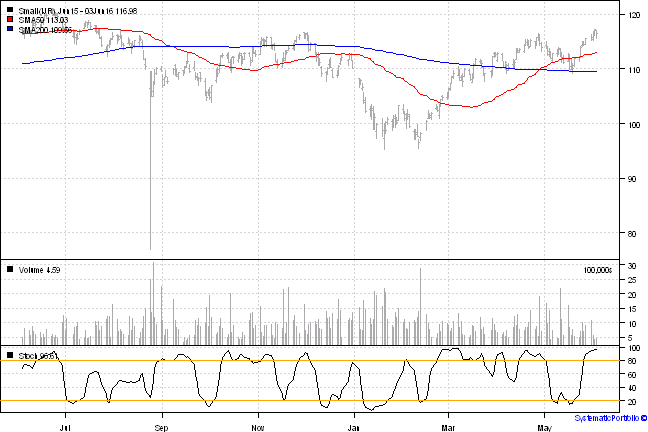 Small(IJR) Jun15 - 03Jun16 116.98
SMA50 113.03
120
110
100
90
80
Volume 4.59
100,000s
30
25
20
15
10
5
Stoch 96.61
100
80
60
40
20
Jul
Sep
Nov
Jan
Mar
May
SystematicPortfolio ©